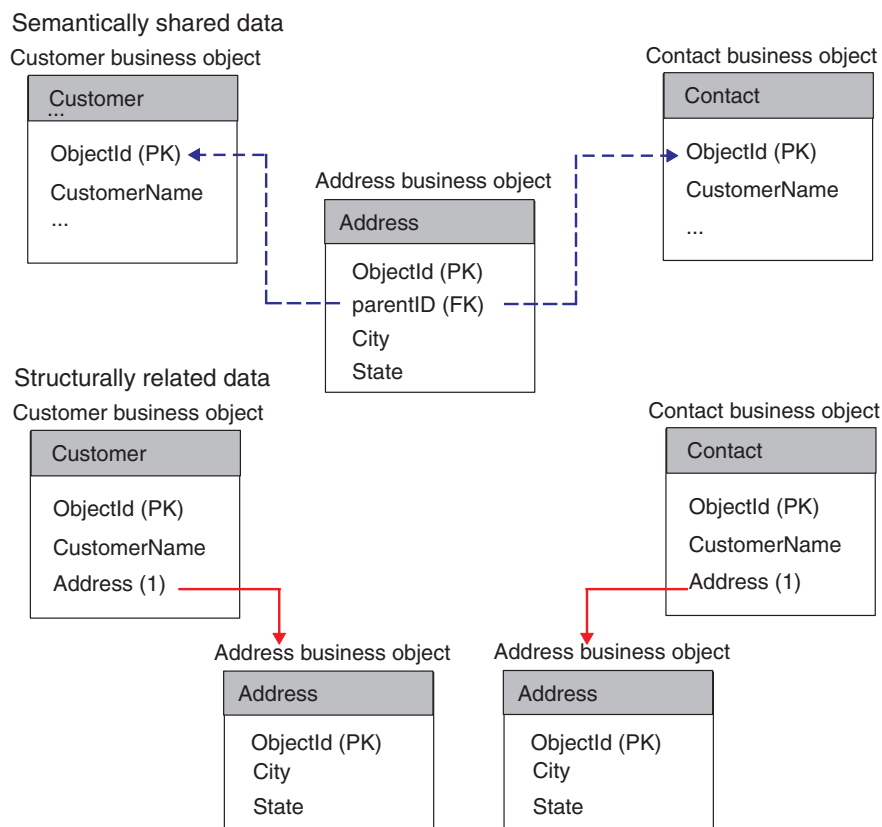 Semantically shared data
Customer business object
Customer
...
ObjectId (PK)
CustomerName
...
Contact business object
Contact
ObjectId (PK)
CustomerName
...
Address business object
Address
ObjectId (PK)
parentID (FK)
City
State
Structurally related data
Customer business object
Customer
ObjectId (PK)
CustomerName
Address (1)
Contact business object
Contact
ObjectId (PK)
CustomerName
Address (1)
Address business object
Address
ObjectId (PK)
City
State
Address business object
Address
ObjectId (PK)
City
State